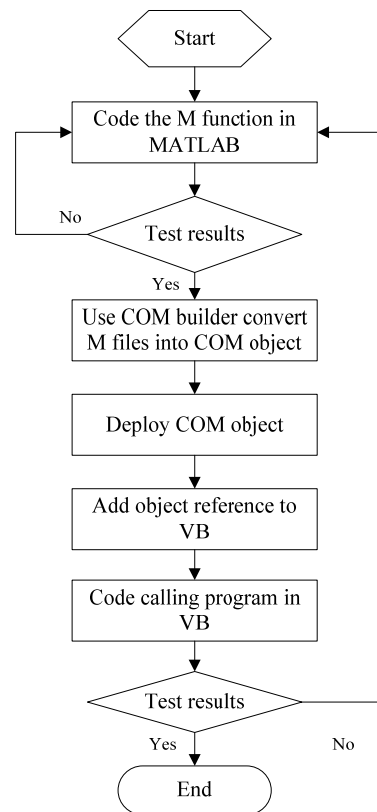 Start
Code the M function in
MATLAB
No
Test results
Yes
Use COM builder convert
M files into COM object
Deploy COM object
Add object reference to
VB
Code calling program in
VB
Test results
Yes
No
End